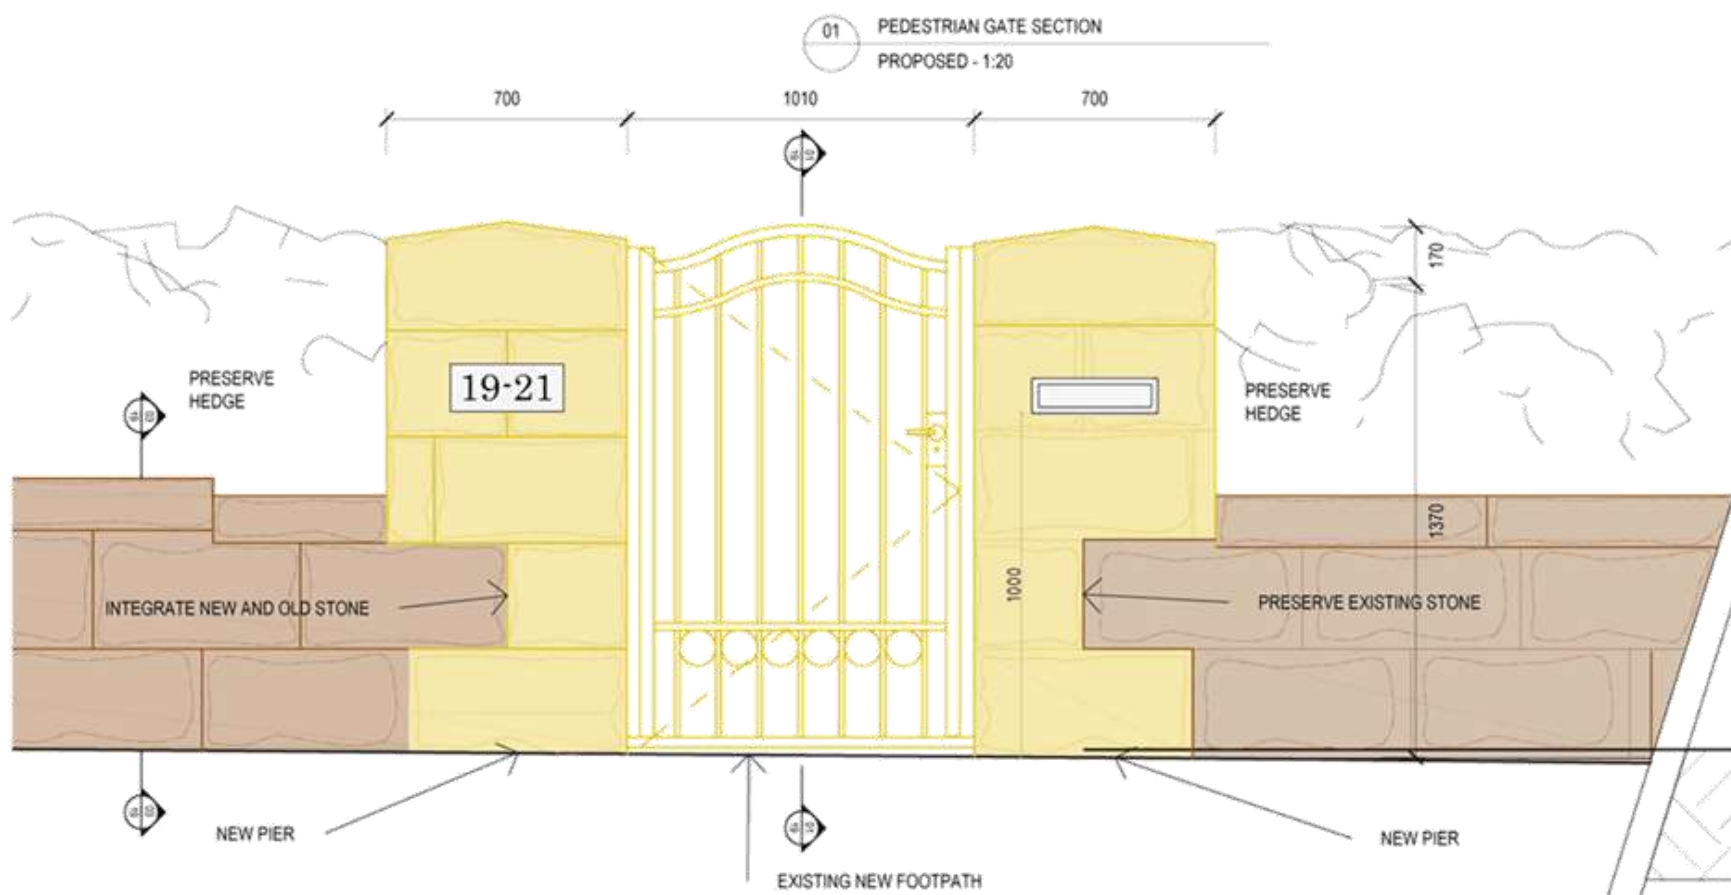 01
PEDESTRIAN GATE SECTION
PROPOSED - 1:20
700
1010
700
170
PRESERVE
HEDGE
19-21
PRESERVE
HEDGE
1370
1000
INTEGRATE NEW AND OLD STONE
PRESERVE EXISTING STONE
NEW PIER
NEW PIER
EXISTING NEW FOOTPATH